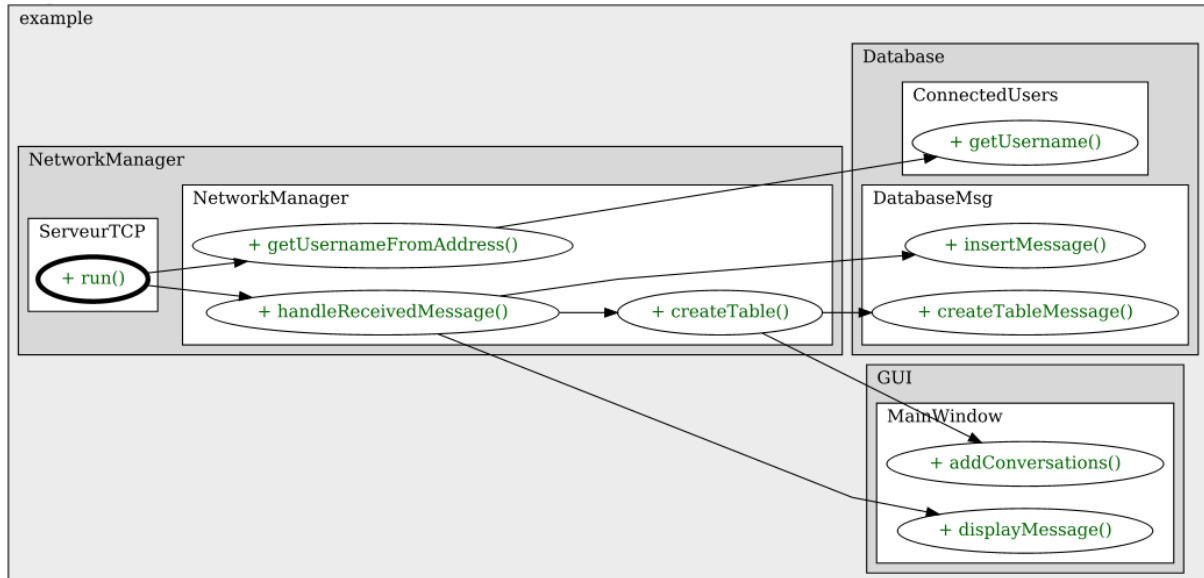 example
Database
ConnectedUsers
+ getUsername()
NetworkManager
NetworkManager
DatabaseMsg
ServeurTCP
+ getUsernameFromAddress()
+ insertMessage()
+ run()
+ handleReceivedMessage()
+ createTable()
+ createTableMessage()
GUI
MainWindow
+ addConversations()
+ displayMessage()